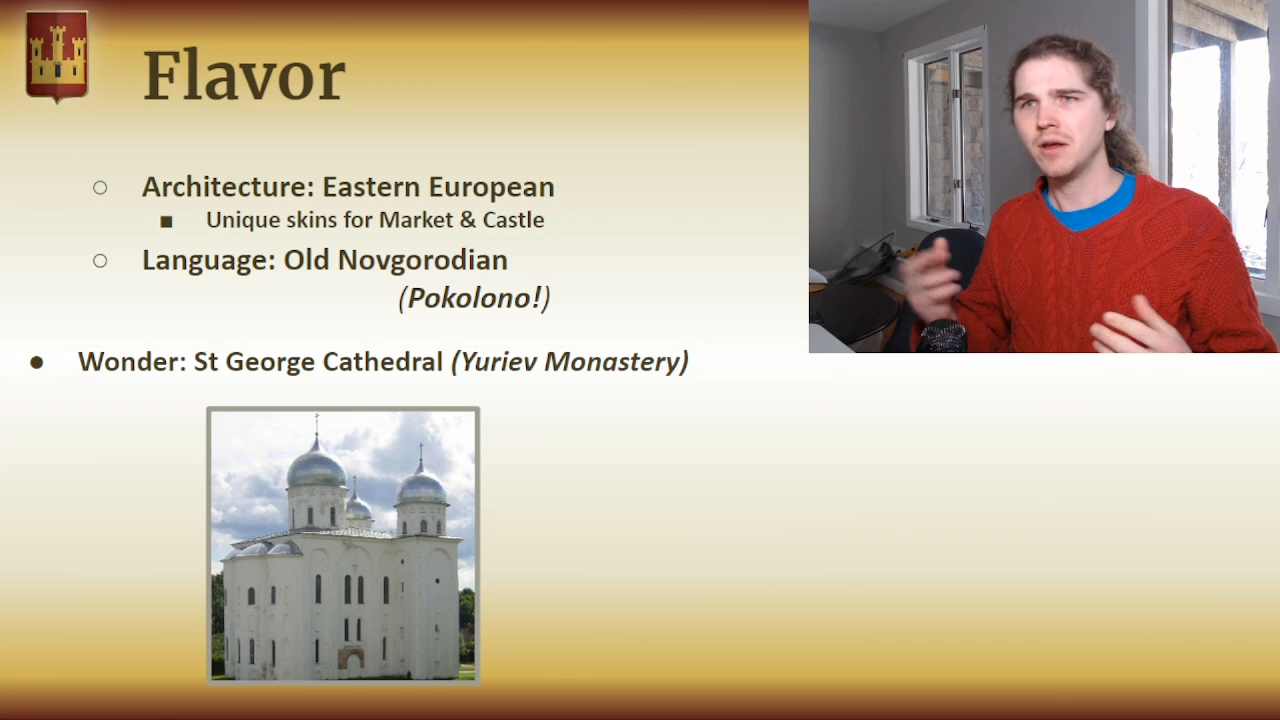 Flavor
○ Architecture: Eastern European
■ Unique skins for Market & Castle
○ Language: Old Novgorodian
(Pokolono!)
● Wonder: St George Cathedral (Yuriev Monastery)